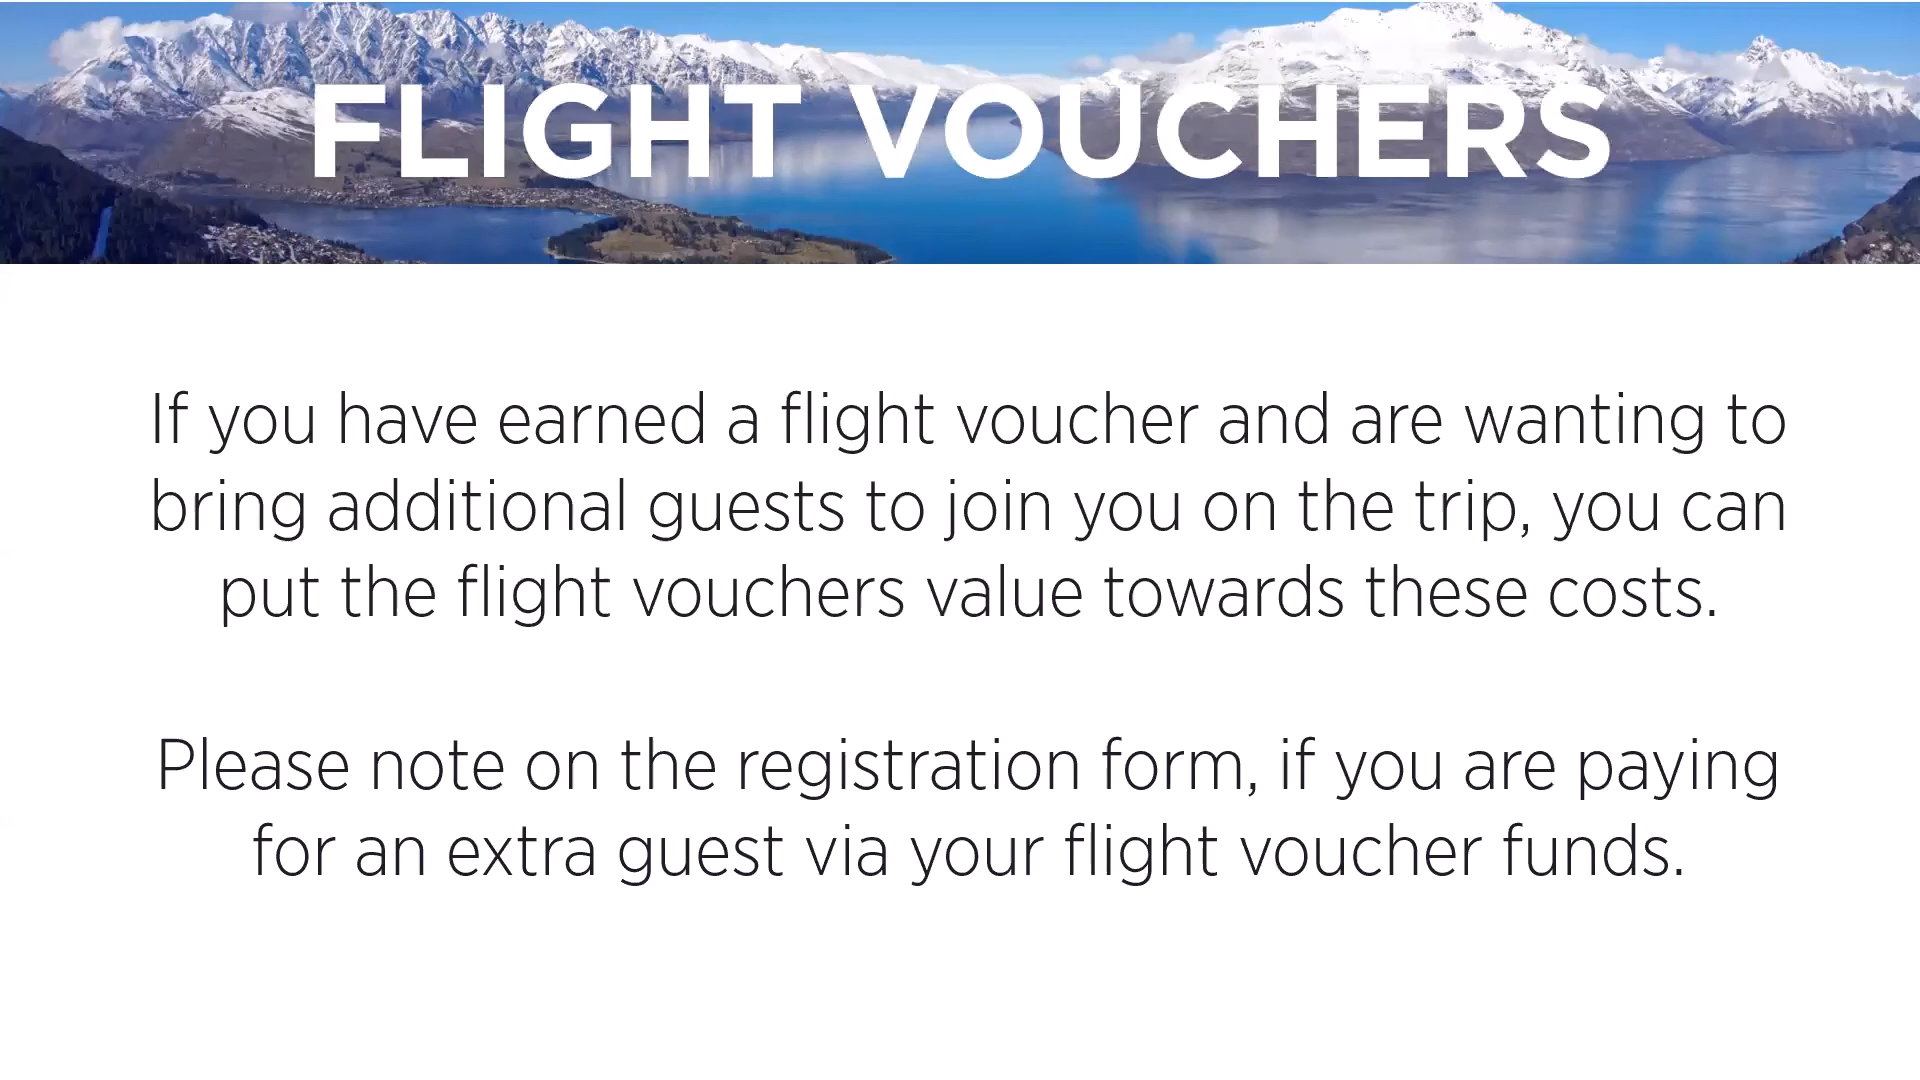 FLIGHT VOUCHERS
If you have earned a flight voucher and are wanting to
bring additional guests to join you on the trip, you can
put the flight vouchers value towards these costs.
Please note on the registration form, if you are paying
for an extra guest via your flight voucher funds.